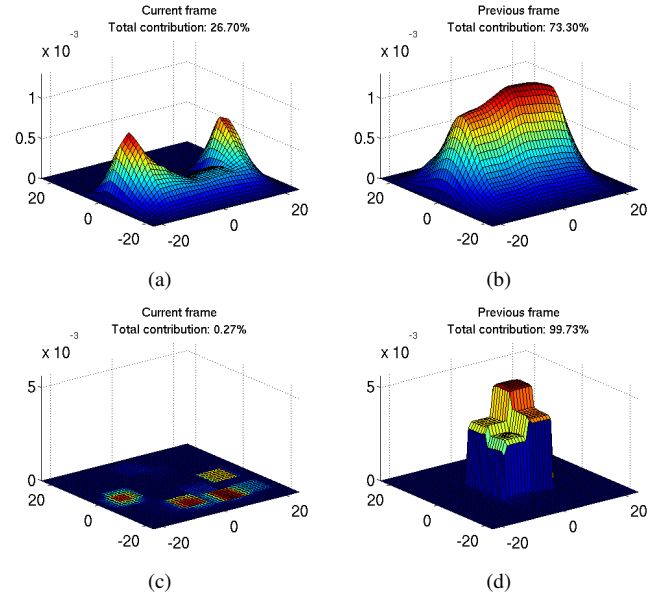 Current frame
Total contribution: 26.70%
x 10 -3
1
0.5
0
20
0
-20
-20
0
20
(a)
Previous frame
Total contribution: 73.30%
x 10 -3
1
0.5
0
20
0
-20
-20
0
20
(b)
Current frame
Total contribution: 0.27%
x 10 -3
5
0
20
0
-20
-20
0
20
(c)
Previous frame
Total contribution: 99.73%
x 10 -3
5
0
20
0
-20
-20
0
20
(d)